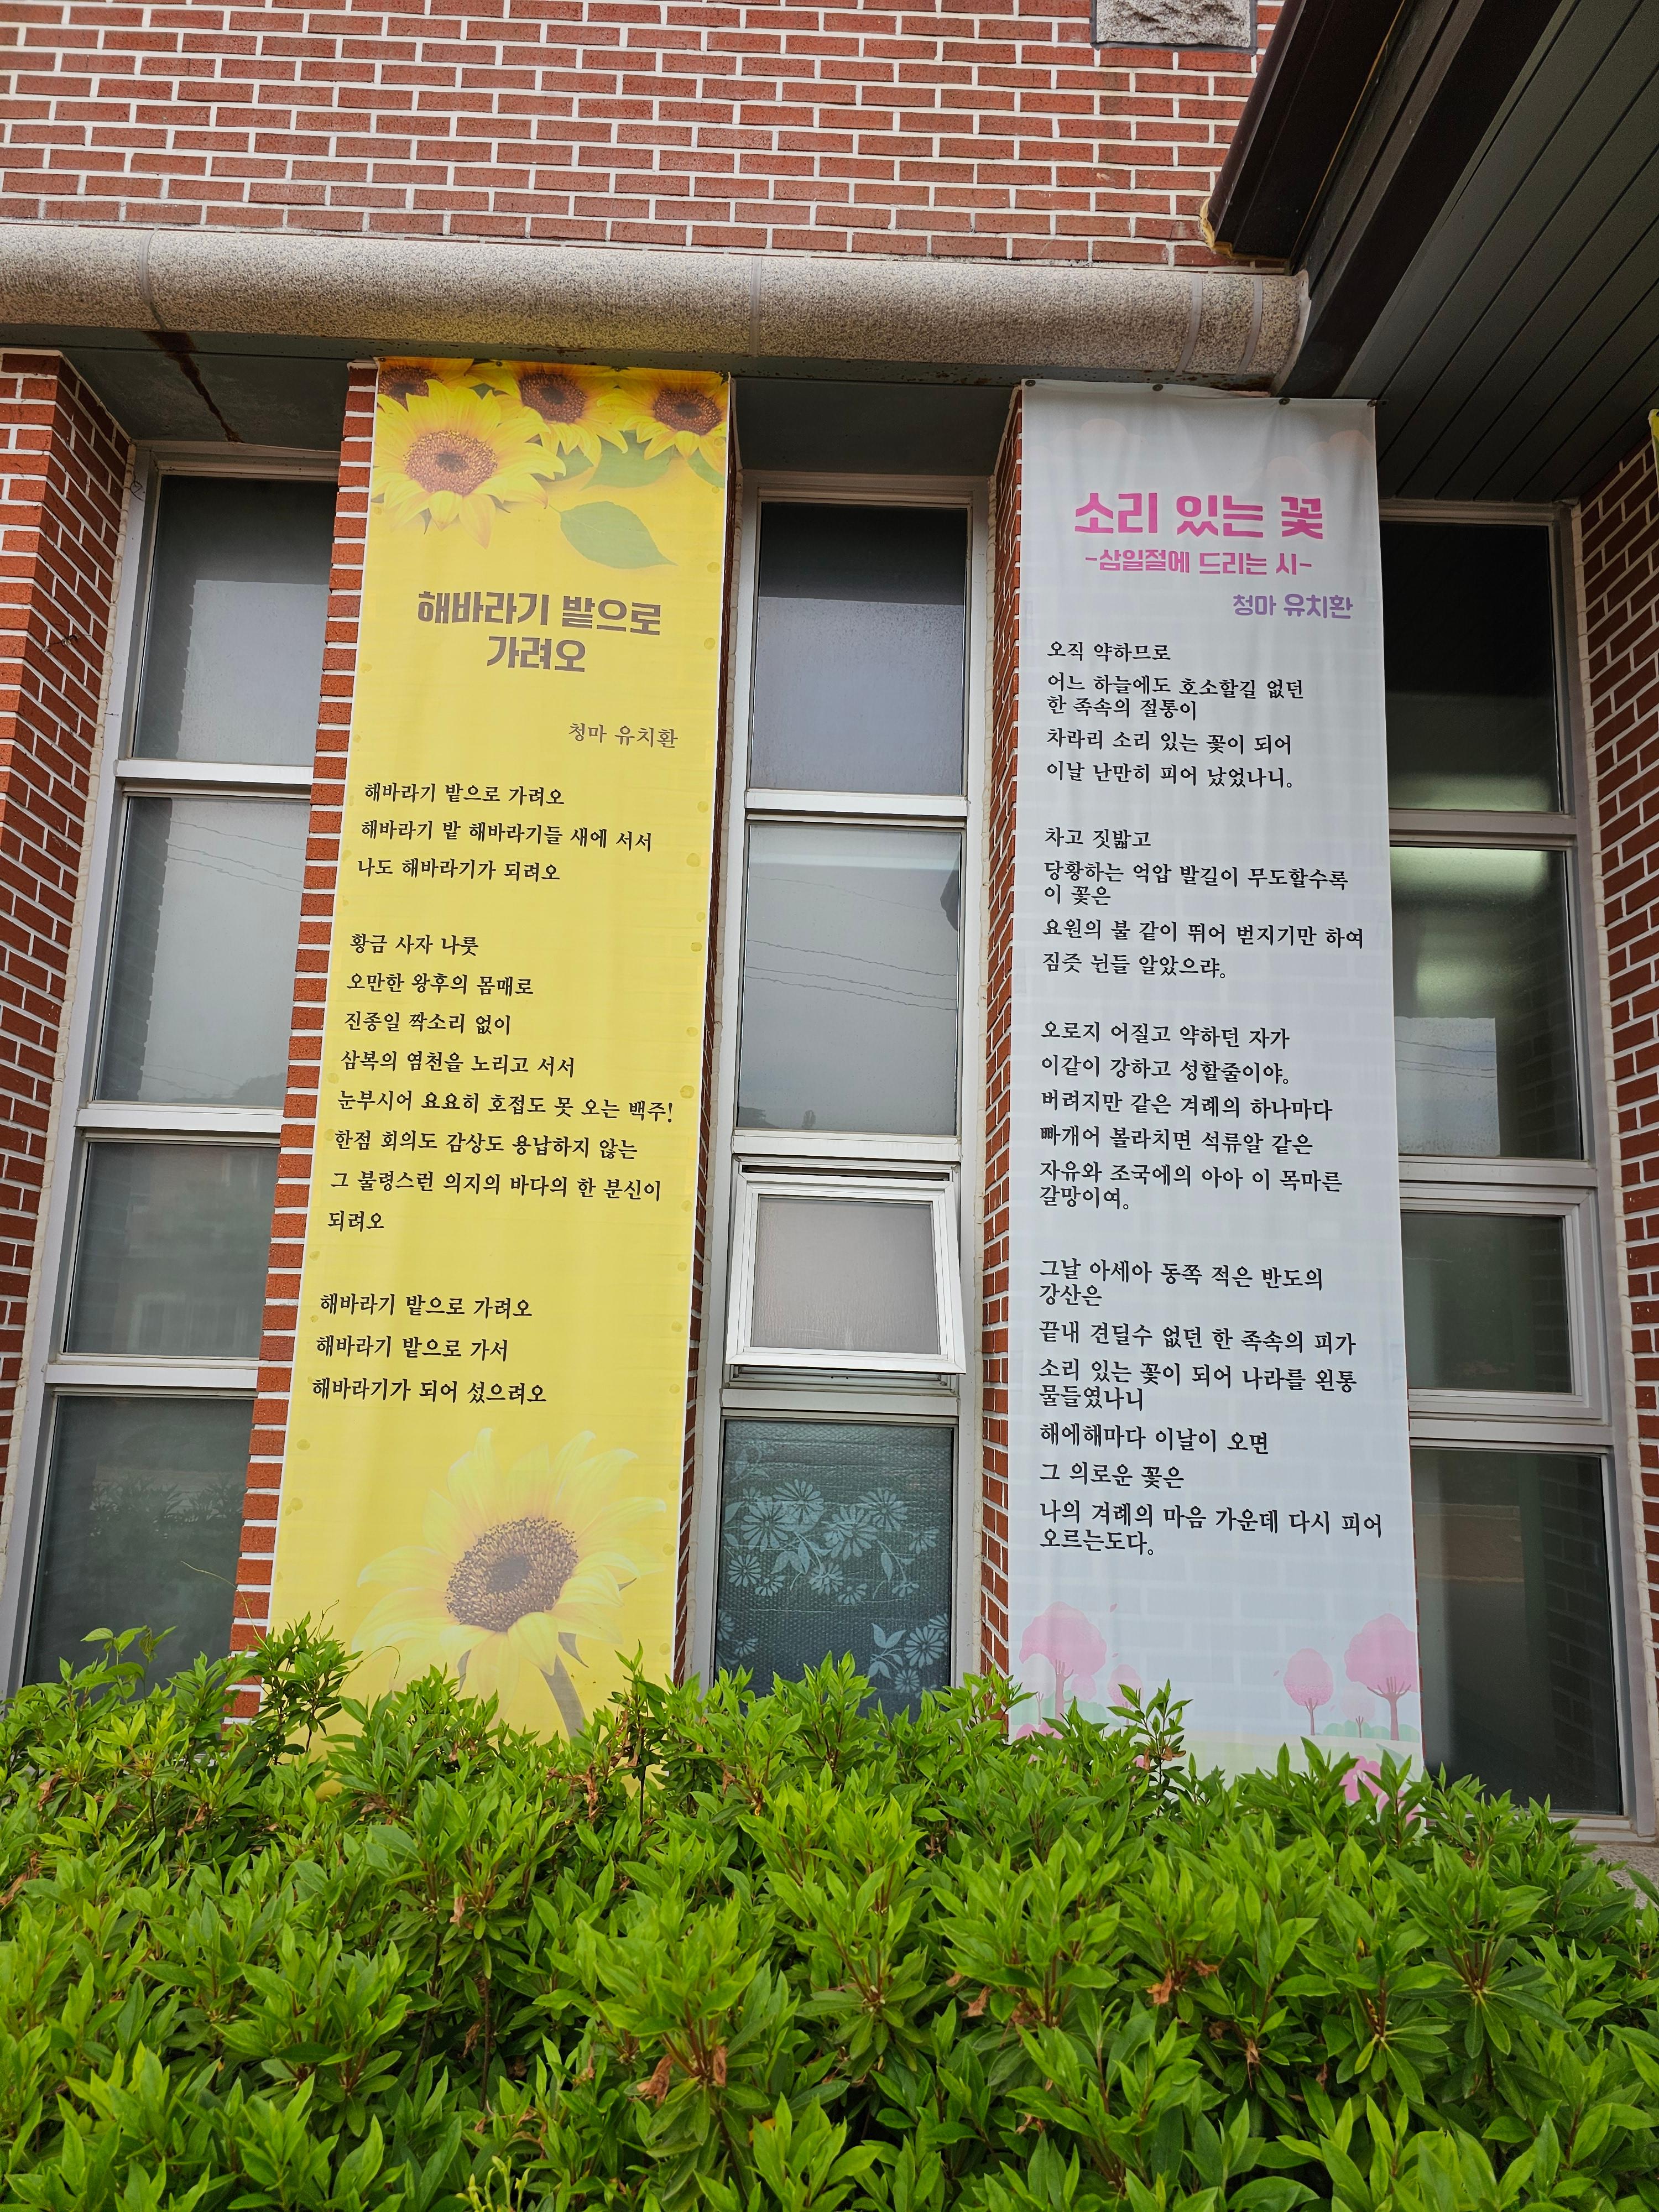 해바라기 밭으로
가려오
청마 유치환
해바라기 밭으로 가려오
해바라기 밭 해바라기들 새에 서서
나도 해바라기가 되려오
황금 사자 나룻
오만한 왕후의 몸매로
진종일 짝소리 없이
삼복의 염천을 노리고 서서
눈부시어 요요히 호접도 못 오는 백주!
한점 회의도 감상도 용납하지 않는
그 불령스런 의지의 바다의 한 분신이
되려오
해바라기 밭으로 가려오
해바라기 밭으로 가서
해바라기가 되어 섰으려오
소리 있는 꽃
-삼일절에 드리는 시-
청마 유치환
오직 약하므로
어느 하늘에도 호소할길 없던
한 족속의 절통이
차라리 소리 있는 꽃이 되어
이날 난만히 피어 났었나니。
차고 짓밟고
당황하는 억압 발길이 무도할수록
이 꽃은
요원의 불 같이 뛰어 번지기만 하여
짐즛 뉜들 알았으랴。
오로지 어질고 약하던 자가
이같이 강하고 성할줄이야。
버려지만 같은 겨레의 하나마다
빠개어 볼라치면 석류알 같은
자유와 조국에의 아아 이 목마른
갈망이여。
그날 아세아 동쪽 적은 반도의
강산은
끝내 견딜수 없던 한 족속의 피가
소리 있는 꽃이 되어 나라를 왼통
물들였나니
해에해마다 이날이 오면
그 의로운 꽃은
나의 겨레의 마음 가운데 다시 피어
오르는도다。